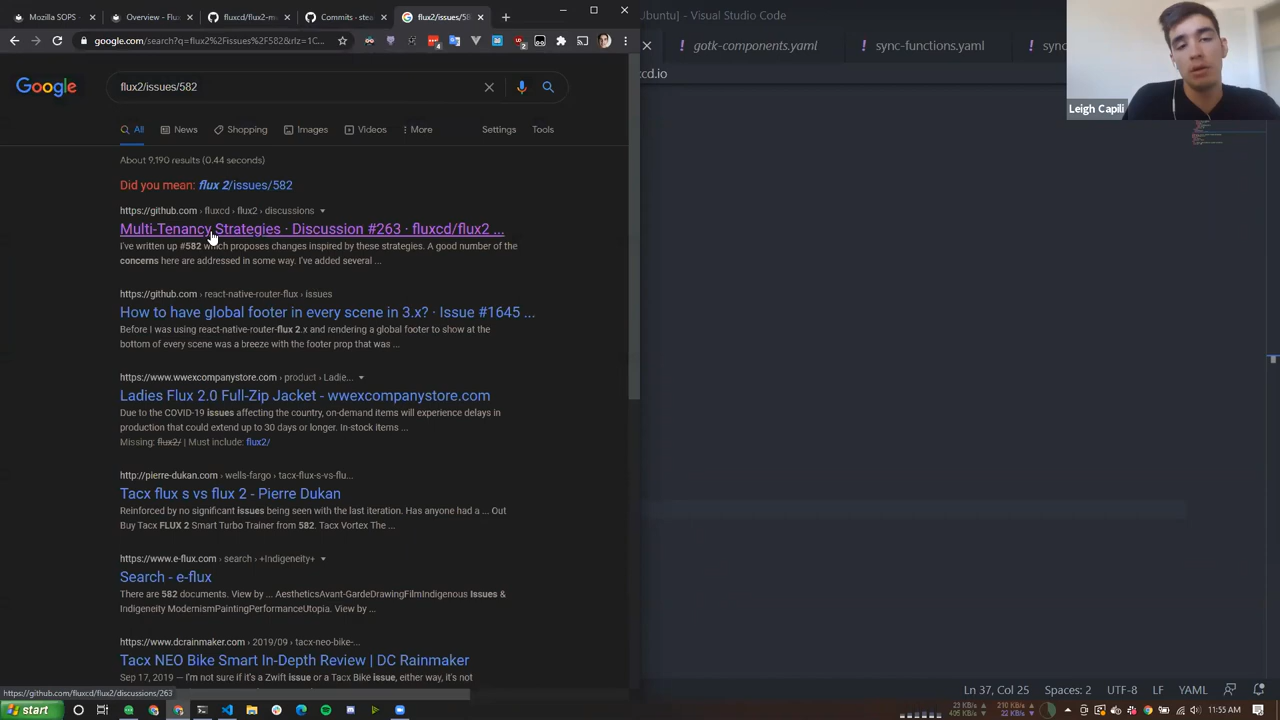 Mozilla SOPS -
Overview - Flux
fluxcd/flux2-m
Commits - stea
flux2/issues/58
Ubuntu] - Visual Studio Code
google.com/search?q=flux2%2Fissues%2F582&rlz=1C...
gotk-components.yaml
sync-functions.yaml
sync
cd.io
Google
flux2/issues/582
Leigh Capili
All
News
Shopping
Images
Videos
More
Settings
Tools
About 9,190 results (0.44 seconds)
Did you mean: flux 2/issues/582
https://github.com › fluxcd › flux2 › discussions
Multi-Tenancy Strategies · Discussion #263 · fluxcd/flux2 ...
I've written up #582 which proposes changes inspired by these strategies. A good number of the
concerns here are addressed in some way. I've added several ...
https://github.com › react-native-router-flux › issues
How to have global footer in every scene in 3.x? · Issue #1645 ...
Before I was using react-native-router-flux 2.x and rendering a global footer to show at the
bottom of every scene was a breeze with the footer prop that was ...
https://www.wwexcompanystore.com › product › Ladie...
Ladies Flux 2.0 Full-Zip Jacket - wwexcompanystore.com
Due to the COVID-19 issues affecting the country, on-demand items will experience delays in
production that could extend up to 30 days or longer. In-stock items ...
Missing: flux2/ | Must include: flux2/
http://pierre-dukan.com › wells-fargo › tacx-flux-s-vs-flu...
Tacx flux s vs flux 2 - Pierre Dukan
Reinforced by no significant issues being seen with the last iteration. Has anyone had a ... Out
Buy Tacx FLUX 2 Smart Turbo Trainer from 582. Tacx Vortex The ...
https://www.e-flux.com › search › +Indigeneity+
Search - e-flux
There are 582 documents. View by ... AestheticsAvant-GardeDrawingFilmIndigenous Issues &
Indigeneity ModernismPaintingPerformanceUtopia. View by ...
https://www.dcrainmaker.com › 2019/09 › tacx-neo-bike-...
Tacx NEO Bike Smart In-Depth Review | DC Rainmaker
Sep 17, 2019 — I'm not sure if it's a Zwift issue or a Tacx Bike issue, either way, it's not
https://github.com/fluxcd/flux2/discussions/263
Ln 37, Col 25
Spaces: 2
UTF-8
LF
YAML
start
23 KB/s
405 KB/s
210 KB/s
22 KB/s
11:55 AM